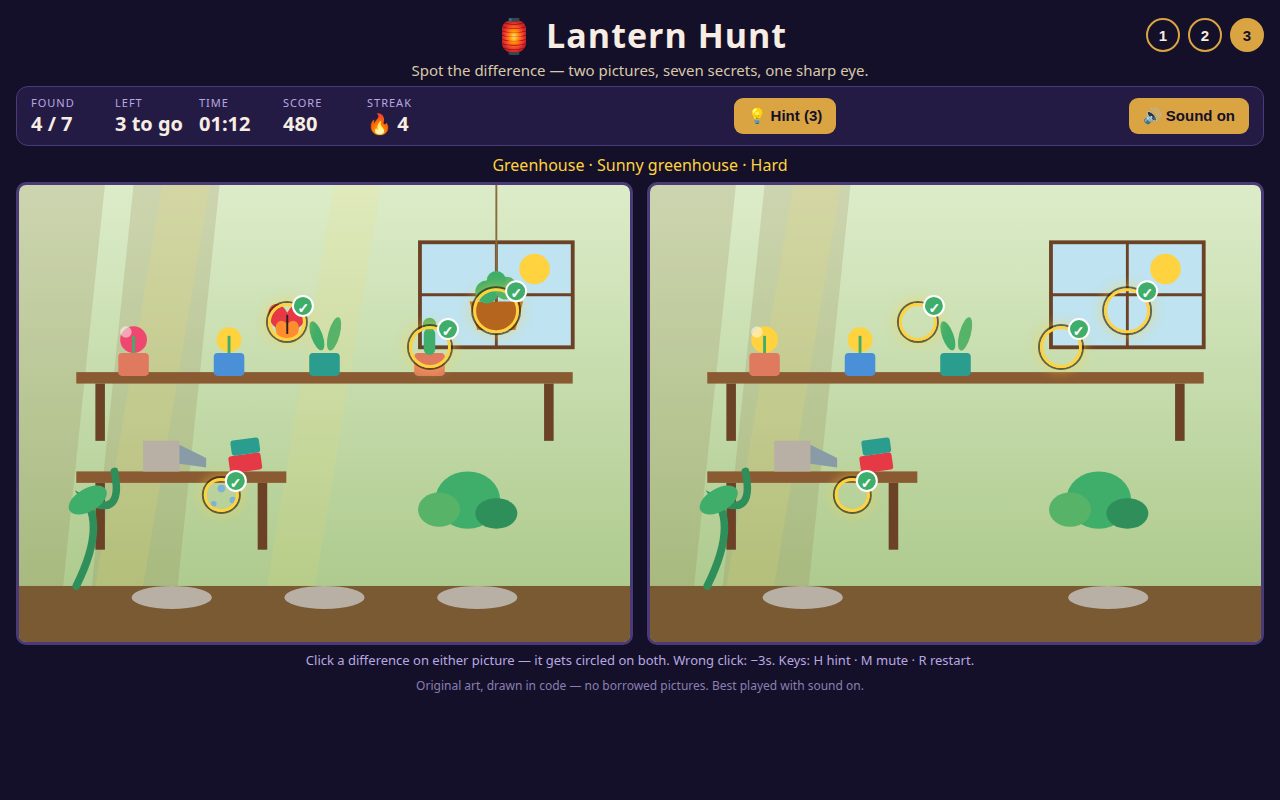 🏮 Lantern Hunt
Spot the difference — two pictures, seven secrets, one sharp eye.
1 2 3
FOUND LEFT TIME SCORE STREAK
4 / 7 3 to go 01:12 480 🔥 4
💡 Hint (3)
🔊 Sound on
Greenhouse · Sunny greenhouse · Hard
Click a difference on either picture — it gets circled on both. Wrong click: −3s. Keys: H hint · M mute · R restart.
Original art, drawn in code — no borrowed pictures. Best played with sound on.